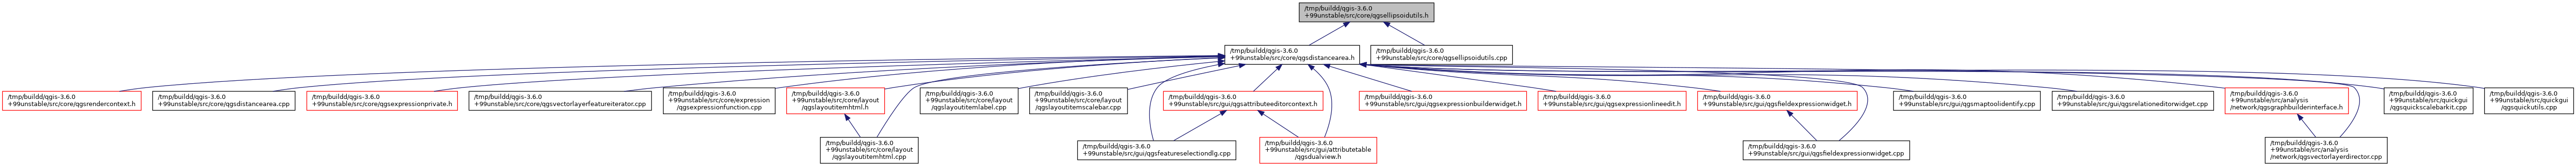 /tmp/buildd/qgis-3.6.0
+99unstable/src/core/qgsellipsoidutils.h
/tmp/buildd/qgis-3.6.0
+99unstable/src/core/qgsdistancearea.h
/tmp/buildd/qgis-3.6.0
+99unstable/src/core/qgsellipsoidutils.cpp
/tmp/buildd/qgis-3.6.0
+99unstable/src/core/qgsrendercontext.h
/tmp/buildd/qgis-3.6.0
+99unstable/src/core/qgsdistancearea.cpp
/tmp/buildd/qgis-3.6.0
+99unstable/src/core/qgsexpressionprivate.h
/tmp/buildd/qgis-3.6.0
+99unstable/src/core/qgsvectorlayerfeatureiterator.cpp
/tmp/buildd/qgis-3.6.0
+99unstable/src/core/expression
/qgsexpressionfunction.cpp
/tmp/buildd/qgis-3.6.0
+99unstable/src/core/layout
/qgslayoutitemhtml.h
/tmp/buildd/qgis-3.6.0
+99unstable/src/core/layout
/qgslayoutitemlabel.cpp
/tmp/buildd/qgis-3.6.0
+99unstable/src/core/layout
/qgslayoutitemscalebar.cpp
/tmp/buildd/qgis-3.6.0
+99unstable/src/gui/qgsattributeeditorcontext.h
/tmp/buildd/qgis-3.6.0
+99unstable/src/gui/qgsexpressionbuilderwidget.h
/tmp/buildd/qgis-3.6.0
+99unstable/src/gui/qgsexpressionlineedit.h
/tmp/buildd/qgis-3.6.0
+99unstable/src/gui/qgsfieldexpressionwidget.h
/tmp/buildd/qgis-3.6.0
+99unstable/src/gui/qgsmaptoolidentify.cpp
/tmp/buildd/qgis-3.6.0
+99unstable/src/gui/qgsrelationeditorwidget.cpp
/tmp/buildd/qgis-3.6.0
+99unstable/src/analysis
/network/qgsgraphbuilderinterface.h
/tmp/buildd/qgis-3.6.0
+99unstable/src/quickgui
/qgsquickscalebarkit.cpp
/tmp/buildd/qgis-3.6.0
+99unstable/src/quickgui
/qgsquickutils.cpp
/tmp/buildd/qgis-3.6.0
+99unstable/src/core/layout
/qgslayoutitemhtml.cpp
/tmp/buildd/qgis-3.6.0
+99unstable/src/gui/qgsfeatureselectiondlg.cpp
/tmp/buildd/qgis-3.6.0
+99unstable/src/gui/attributetable
/qgsdualview.h
/tmp/buildd/qgis-3.6.0
+99unstable/src/gui/qgsfieldexpressionwidget.cpp
/tmp/buildd/qgis-3.6.0
+99unstable/src/analysis
/network/qgsvectorlayerdirector.cpp